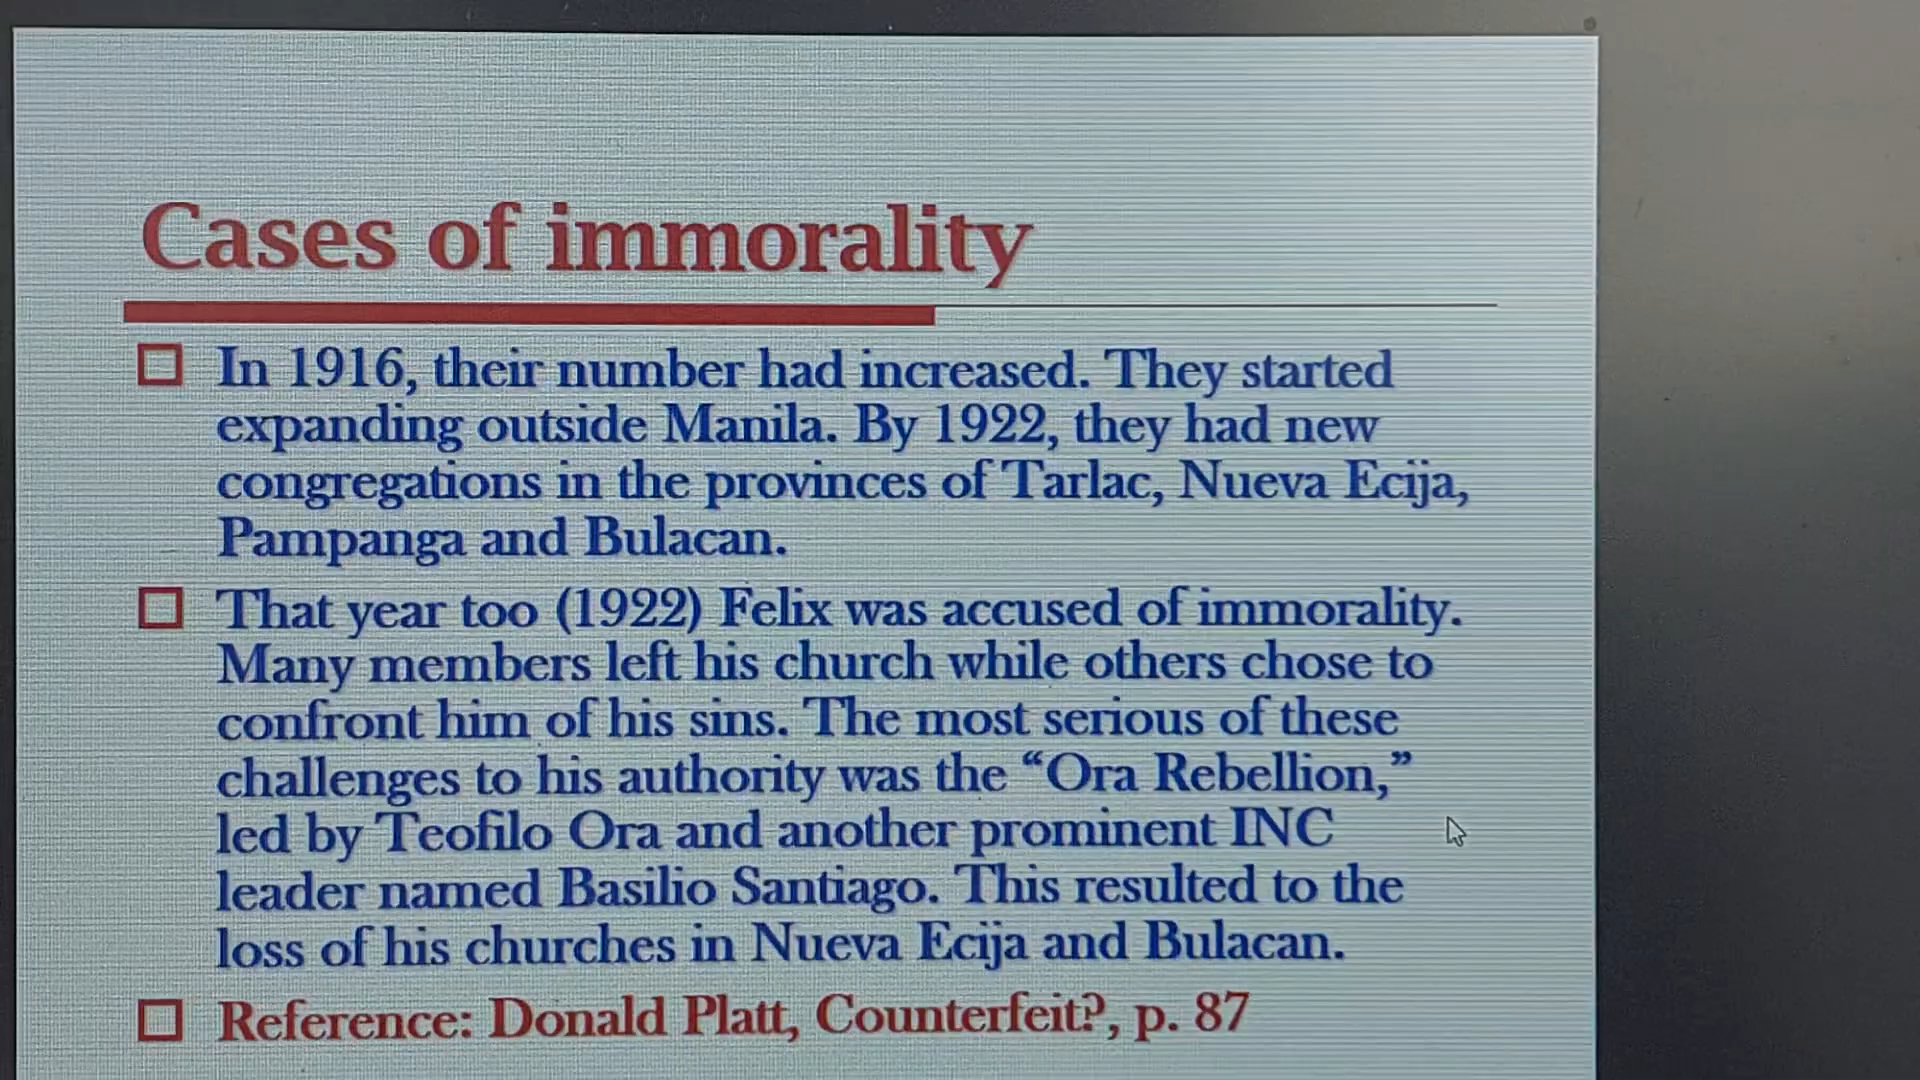 Cases of immorality
In 1916, their number had increased. They started
expanding outside Manila. By 1922, they had new
congregations in the provinces of Tarlac, Nueva Ecija,
Pampanga and Bulacan.
That year too (1922) Felix was accused of immorality.
Many members left his church while others chose to
confront him of his sins. The most serious of these
challenges to his authority was the “Ora Rebellion,”
led by Teofilo Ora and another prominent INC
leader named Basilio Santiago. This resulted to the
loss of his churches in Nueva Ecija and Bulacan.
Reference: Donald Platt, Counterfeit?, p. 87